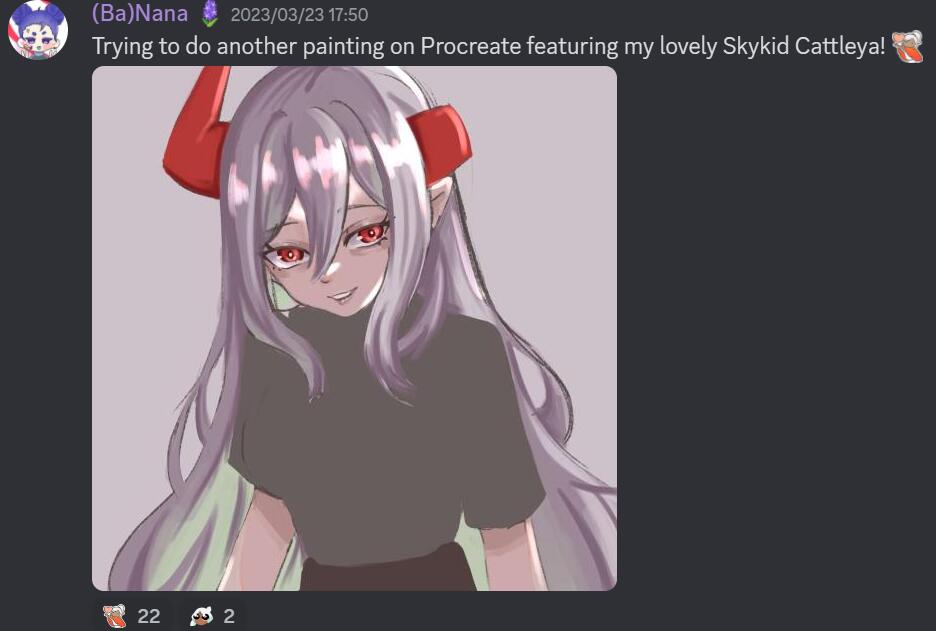 (Ba)Nana 2023/03/23 17:50
Trying to do another painting on Procreate featuring my lovely Skykid Cattleya!
22 2